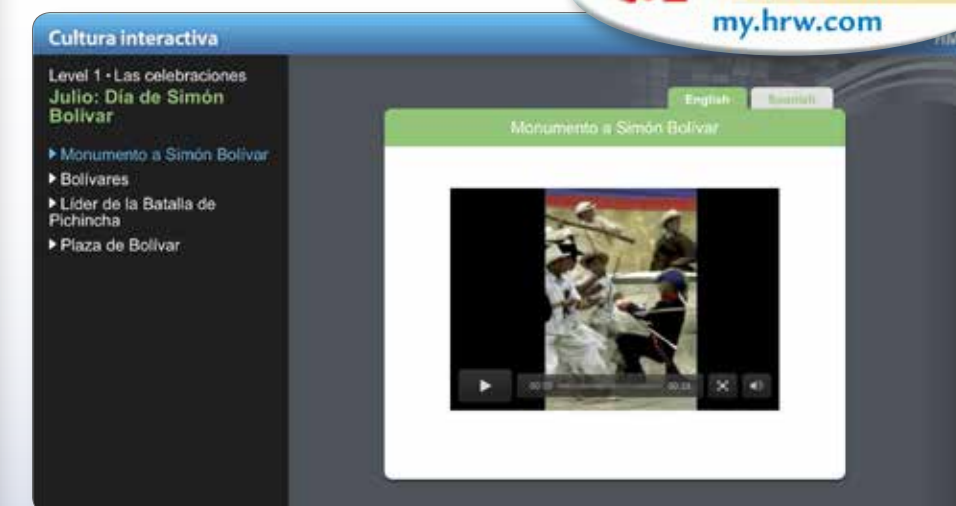 my.hrw.com
Cultura interactiva
Level 1 • Las celebraciones
Julio: Día de Simón
Bolívar
Monumento a Simón Bolívar
Bolívares
Líder de la Batalla de
Pichincha
Plaza de Bolívar
English
Spanish
Monumento a Simón Bolívar